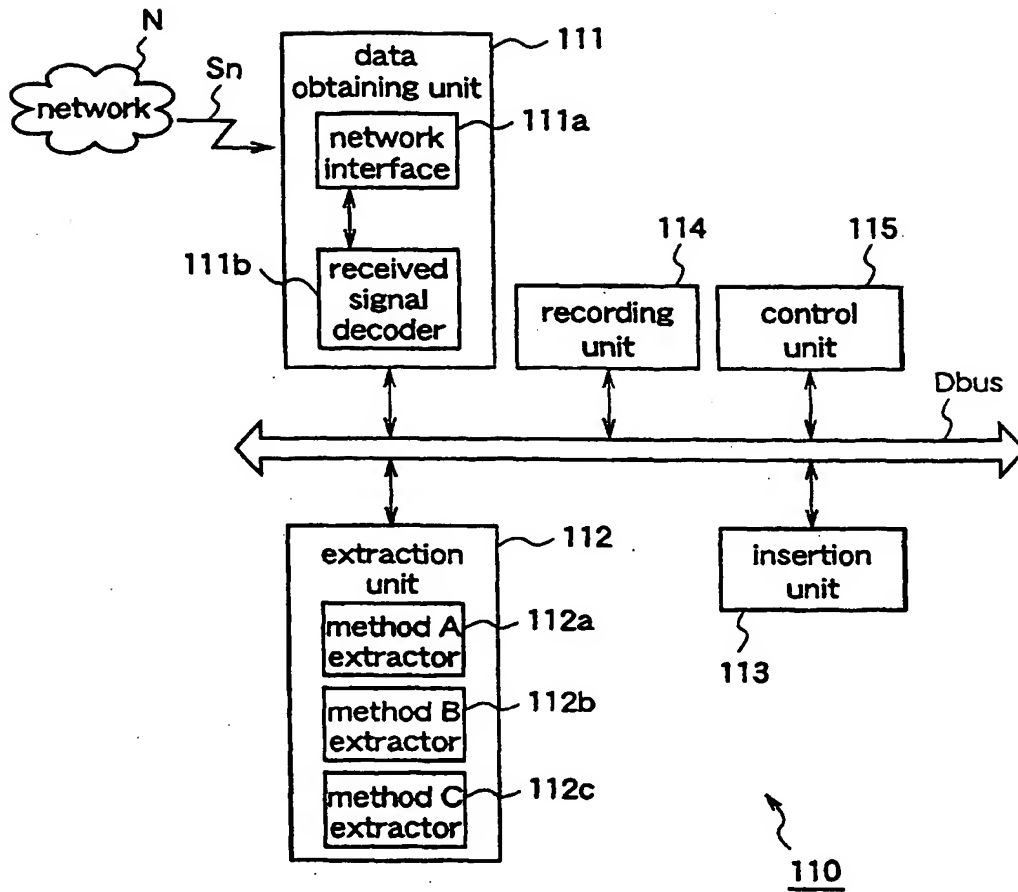 N
network
Sn
111
data
obtaining unit
111a
network
interface
111b
received
signal
decoder
114
recording
unit
115
control
unit
Dbus
112
extraction
unit
112a
method A
extractor
112b
method B
extractor
112c
method C
extractor
insertion
unit
113
110